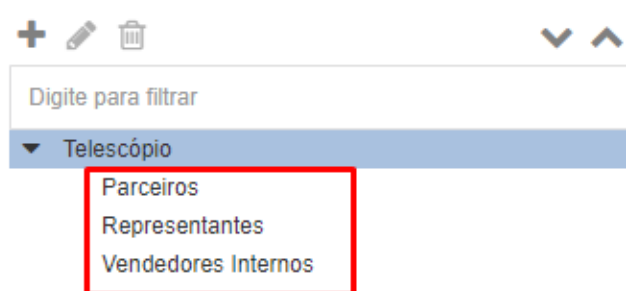 Digite para filtrar
Telescópio
Parceiros
Representantes
Vendedores Internos